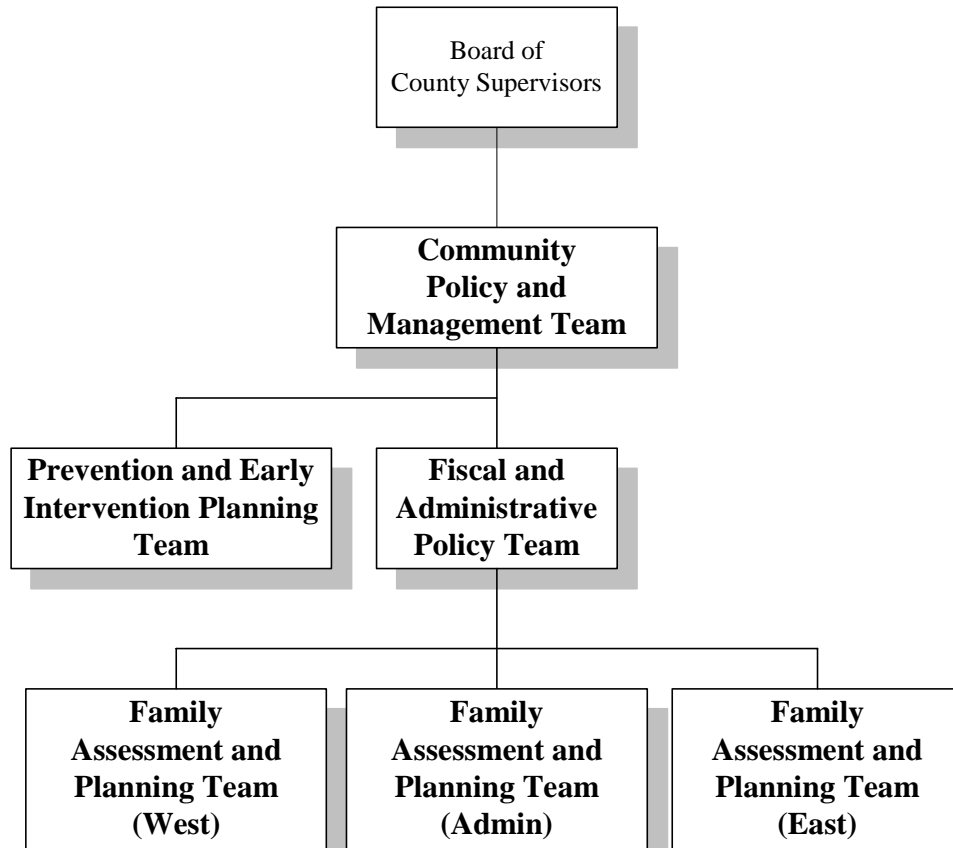 Board of
County Supervisors
Community
Policy and
Management Team
Prevention and Early
Intervention Planning
Team
Fiscal and
Administrative
Policy Team
Family
Assessment and
Planning Team
(West)
Family
Assessment and
Planning Team
(Admin)
Family
Assessment and
Planning Team
(East)